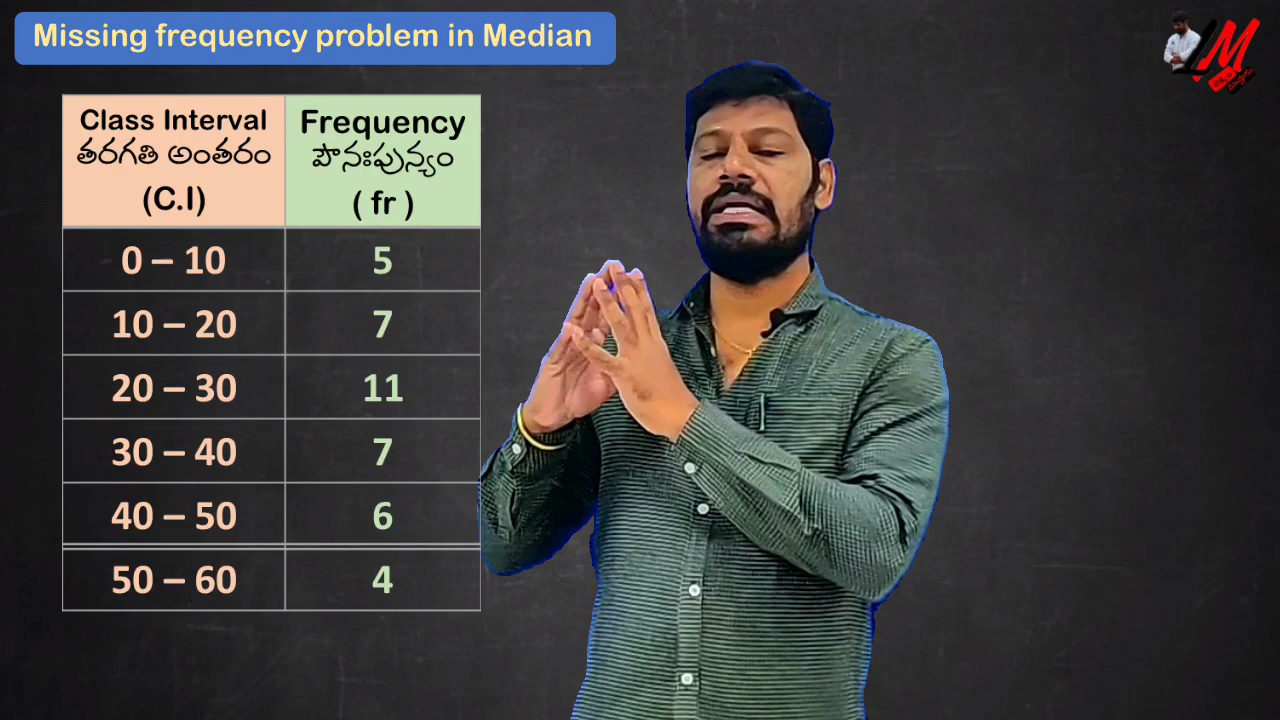 Missing frequency problem in Median
Class Interval
తరగతి అంతరం
(C.I)
Frequency
పౌనఃపున్యం
( fr )
0 – 10
5
10 – 20
7
20 – 30
11
30 – 40
7
40 – 50
6
50 – 60
4